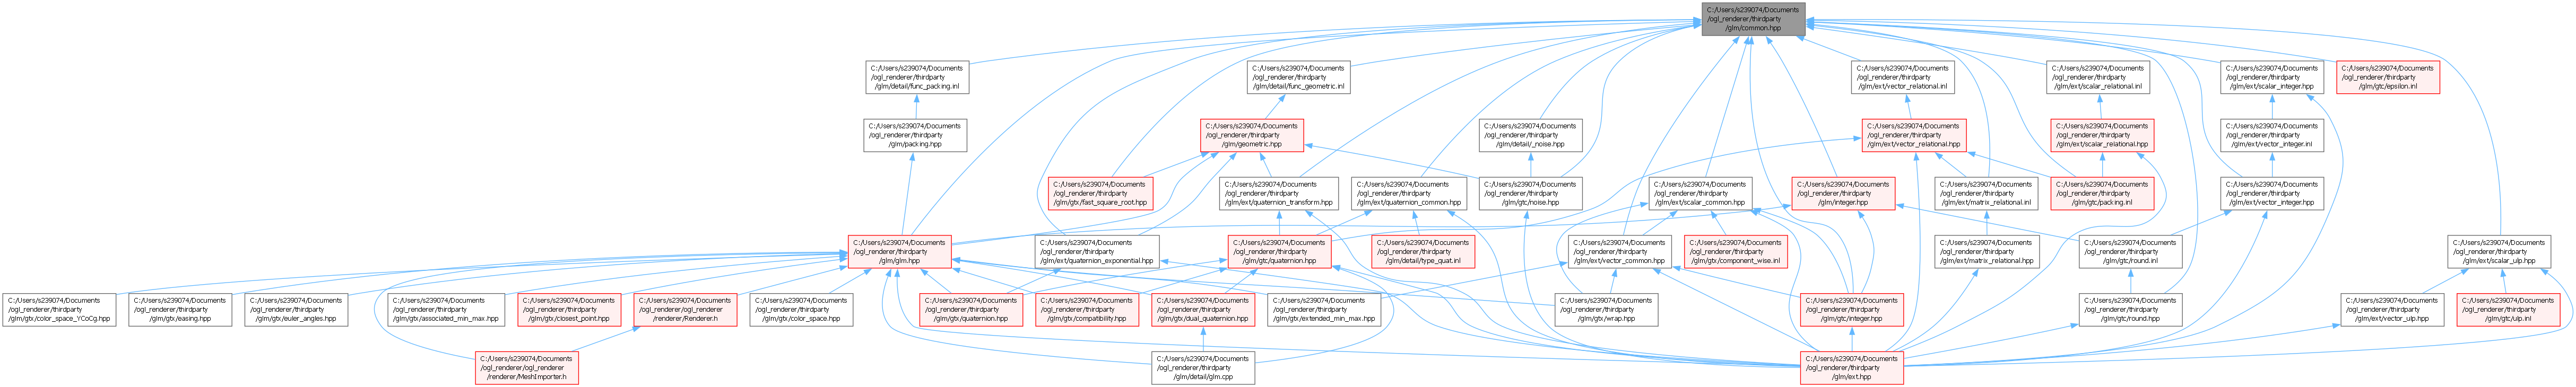 C:/Users/s239074/Documents
/ogl_renderer/thirdparty
/glm/common.hpp
C:/Users/s239074/Documents
/ogl_renderer/thirdparty
/glm/detail/func_packing.inl
C:/Users/s239074/Documents
/ogl_renderer/thirdparty
/glm/detail/func_geometric.inl
C:/Users/s239074/Documents
/ogl_renderer/thirdparty
/glm/ext/vector_relational.inl
C:/Users/s239074/Documents
/ogl_renderer/thirdparty
/glm/ext/scalar_relational.inl
C:/Users/s239074/Documents
/ogl_renderer/thirdparty
/glm/ext/scalar_integer.hpp
C:/Users/s239074/Documents
/ogl_renderer/thirdparty
/glm/gtc/epsilon.inl
C:/Users/s239074/Documents
/ogl_renderer/thirdparty
/glm/packing.hpp
C:/Users/s239074/Documents
/ogl_renderer/thirdparty
/glm/geometric.hpp
C:/Users/s239074/Documents
/ogl_renderer/thirdparty
/glm/detail/_noise.hpp
C:/Users/s239074/Documents
/ogl_renderer/thirdparty
/glm/ext/vector_relational.hpp
C:/Users/s239074/Documents
/ogl_renderer/thirdparty
/glm/ext/scalar_relational.hpp
C:/Users/s239074/Documents
/ogl_renderer/thirdparty
/glm/ext/vector_integer.inl
C:/Users/s239074/Documents
/ogl_renderer/thirdparty
/glm/gtx/fast_square_root.hpp
C:/Users/s239074/Documents
/ogl_renderer/thirdparty
/glm/ext/quaternion_transform.hpp
C:/Users/s239074/Documents
/ogl_renderer/thirdparty
/glm/ext/quaternion_common.hpp
C:/Users/s239074/Documents
/ogl_renderer/thirdparty
/glm/gtc/noise.hpp
C:/Users/s239074/Documents
/ogl_renderer/thirdparty
/glm/ext/scalar_common.hpp
C:/Users/s239074/Documents
/ogl_renderer/thirdparty
/glm/integer.hpp
C:/Users/s239074/Documents
/ogl_renderer/thirdparty
/glm/ext/matrix_relational.inl
C:/Users/s239074/Documents
/ogl_renderer/thirdparty
/glm/gtc/packing.inl
C:/Users/s239074/Documents
/ogl_renderer/thirdparty
/glm/ext/vector_integer.hpp
C:/Users/s239074/Documents
/ogl_renderer/thirdparty
/glm/glm.hpp
C:/Users/s239074/Documents
/ogl_renderer/thirdparty
/glm/ext/quaternion_exponential.hpp
C:/Users/s239074/Documents
/ogl_renderer/thirdparty
/glm/gtc/quaternion.hpp
C:/Users/s239074/Documents
/ogl_renderer/thirdparty
/glm/detail/type_quat.inl
C:/Users/s239074/Documents
/ogl_renderer/thirdparty
/glm/ext/vector_common.hpp
C:/Users/s239074/Documents
/ogl_renderer/thirdparty
/glm/gtx/component_wise.inl
C:/Users/s239074/Documents
/ogl_renderer/thirdparty
/glm/ext/matrix_relational.hpp
C:/Users/s239074/Documents
/ogl_renderer/thirdparty
/glm/gtc/round.inl
C:/Users/s239074/Documents
/ogl_renderer/thirdparty
/glm/ext/scalar_ulp.hpp
C:/Users/s239074/Documents
/ogl_renderer/thirdparty
/glm/gtx/color_space_YCoCg.hpp
C:/Users/s239074/Documents
/ogl_renderer/thirdparty
/glm/gtx/easing.hpp
C:/Users/s239074/Documents
/ogl_renderer/thirdparty
/glm/gtx/euler_angles.hpp
C:/Users/s239074/Documents
/ogl_renderer/thirdparty
/glm/gtx/associated_min_max.hpp
C:/Users/s239074/Documents
/ogl_renderer/thirdparty
/glm/gtx/closest_point.hpp
C:/Users/s239074/Documents
/ogl_renderer/ogl_renderer
/renderer/Renderer.h
C:/Users/s239074/Documents
/ogl_renderer/thirdparty
/glm/gtx/color_space.hpp
C:/Users/s239074/Documents
/ogl_renderer/thirdparty
/glm/gtx/quaternion.hpp
C:/Users/s239074/Documents
/ogl_renderer/thirdparty
/glm/gtx/compatibility.hpp
C:/Users/s239074/Documents
/ogl_renderer/thirdparty
/glm/gtx/dual_quaternion.hpp
C:/Users/s239074/Documents
/ogl_renderer/thirdparty
/glm/gtx/extended_min_max.hpp
C:/Users/s239074/Documents
/ogl_renderer/thirdparty
/glm/gtx/wrap.hpp
C:/Users/s239074/Documents
/ogl_renderer/thirdparty
/glm/gtc/integer.hpp
C:/Users/s239074/Documents
/ogl_renderer/thirdparty
/glm/gtc/round.hpp
C:/Users/s239074/Documents
/ogl_renderer/thirdparty
/glm/ext/vector_ulp.hpp
C:/Users/s239074/Documents
/ogl_renderer/thirdparty
/glm/gtc/ulp.inl
C:/Users/s239074/Documents
/ogl_renderer/ogl_renderer
/renderer/MeshImporter.h
C:/Users/s239074/Documents
/ogl_renderer/thirdparty
/glm/detail/glm.cpp
C:/Users/s239074/Documents
/ogl_renderer/thirdparty
/glm/ext.hpp